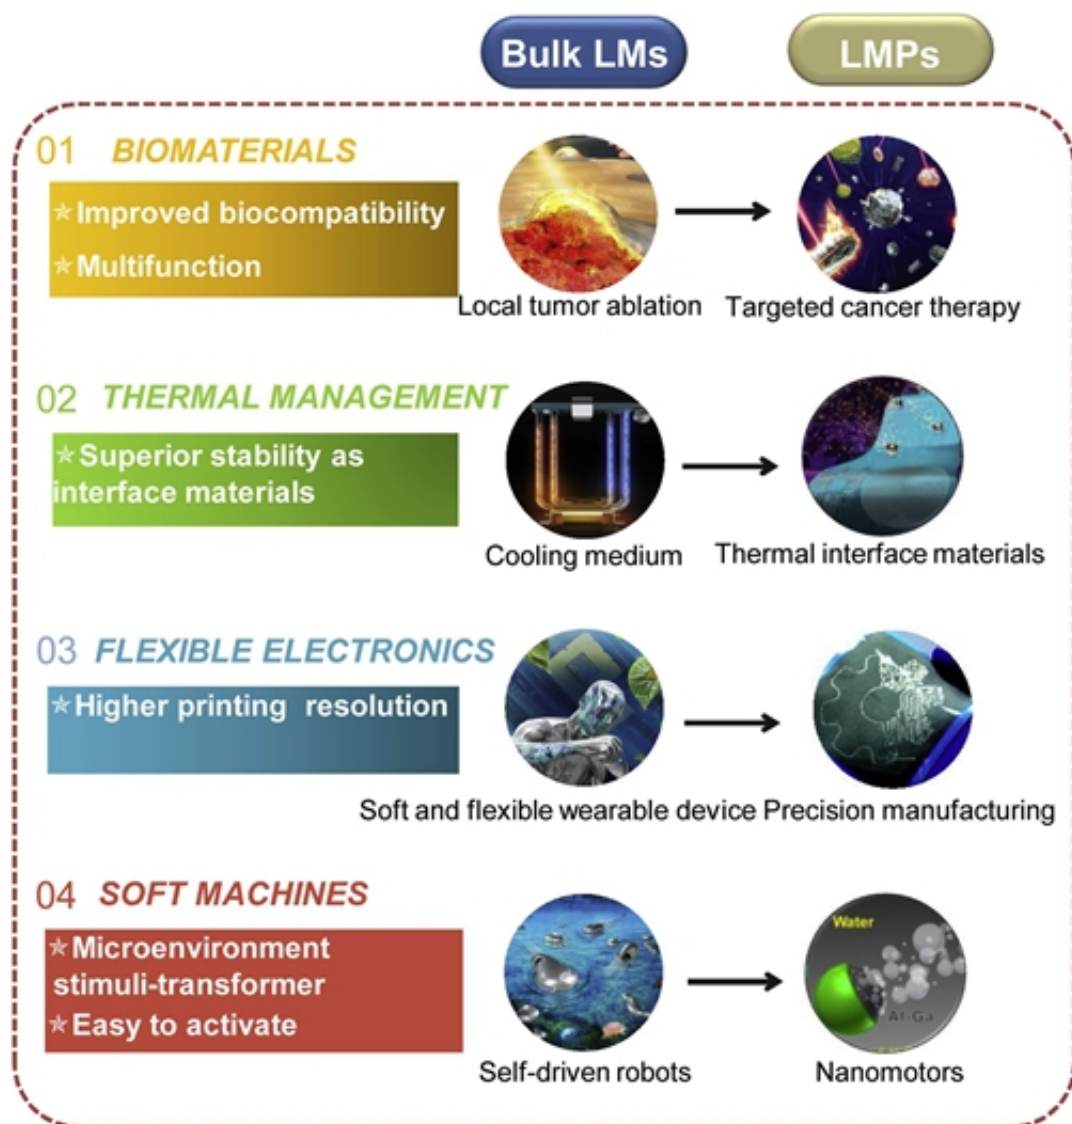 Bulk LMs
LMPs
01 BIOMATERIALS
☆Improved biocompatibility
☆Multifunction
Local tumor ablation
Targeted cancer therapy
02 THERMAL MANAGEMENT
☆Superior stability as
interface materials
Cooling medium
Thermal interface materials
03 FLEXIBLE ELECTRONICS
☆Higher printing resolution
Soft and flexible wearable device
Precision manufacturing
04 SOFT MACHINES
☆Microenvironment
stimuli-transformer
☆Easy to activate
Water
Al-Ga
Self-driven robots
Nanomotors